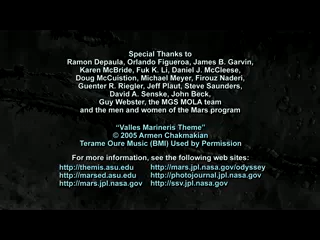 Special Thanks to
Ramon Depaula, Orlando Figueroa, James B. Garvin,
Karen McBride, Fuk K. Li, Daniel J. McCleese,
Doug McCuistion, Michael Meyer, Firouz Naderi,
Guenter R. Riegler, Jeff Plaut, Steve Saunders,
David A. Senske, John Beck,
Guy Webster, the MGS MOLA team
and the men and women of the Mars program
“Valles Marineris Theme”
© 2005 Armen Chakmakian
Terame Oure Music (BMI) Used by Permission
For more information, see the following web sites:
http://themis.asu.edu http://mars.jpl.nasa.gov/odyssey
http://marsed.asu.edu http://photojournal.jpl.nasa.gov
http://mars.jpl.nasa.gov http://ssv.jpl.nasa.gov